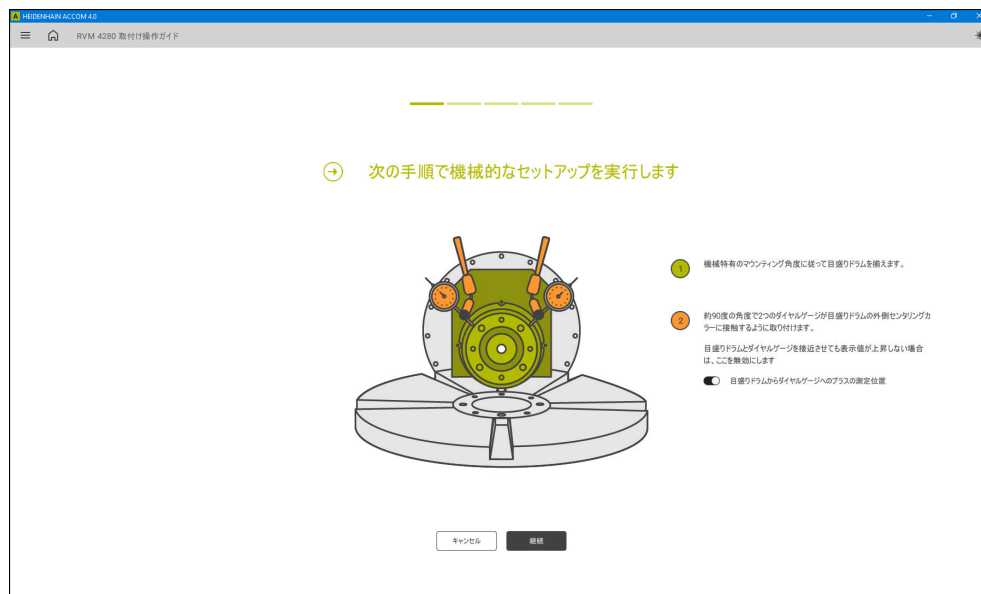 HEIDENHAIN ACCOM 4.0
RVM 4280 取付け操作ガイド
次の手順で機械的なセットアップを実行します
1 機械特有のマウンティング角度に従って目盛りドラムを揃えます。
2 約90度の角度で2つのダイヤルゲージが目盛りドラムの外側センタリングカ
ラーに接触するように取り付けます。
目盛りドラムとダイヤルゲージを接近させても表示値が上昇しない場合
は、ここを無効にします
目盛りドラムからダイヤルゲージへのプラスの測定位置
キャンセル
継続